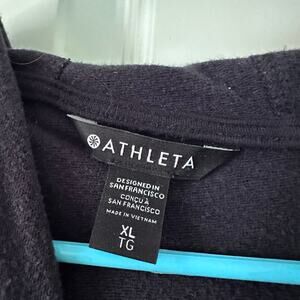 ATHLETA
DESIGNED IN
SAN FRANCISCO
CONÇU À
SAN FRANCISCO
MADE IN VIETNAM
XL
TG